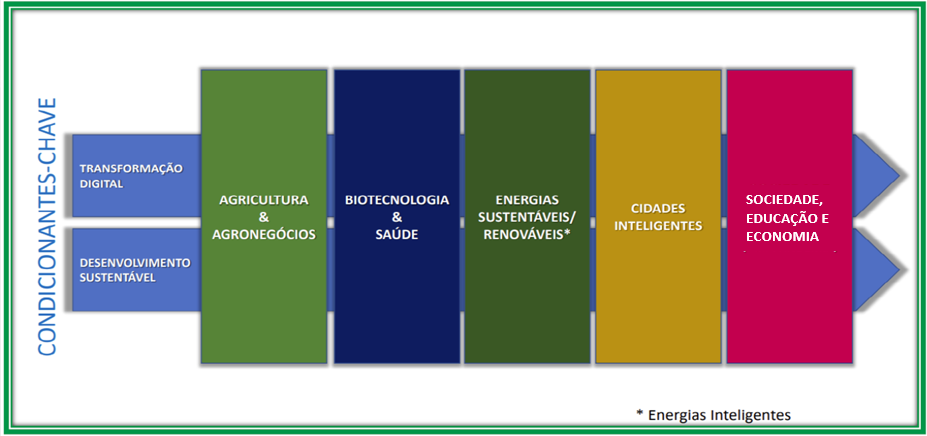 CONDICIONANTES-CHAVE
TRANSFORMAÇÃO
DIGITAL
DESENVOLVIMENTO
SUSTENTÁVEL
AGRICULTURA
&
AGRONEGÓCIOS
BIOTECNOLOGIA
&
SAÚDE
ENERGIAS
SUSTENTÁVEIS/
RENOVÁVEIS*
CIDADES
INTELIGENTES
SOCIEDADE,
EDUCAÇÃO E
ECONOMIA
* Energias Inteligentes